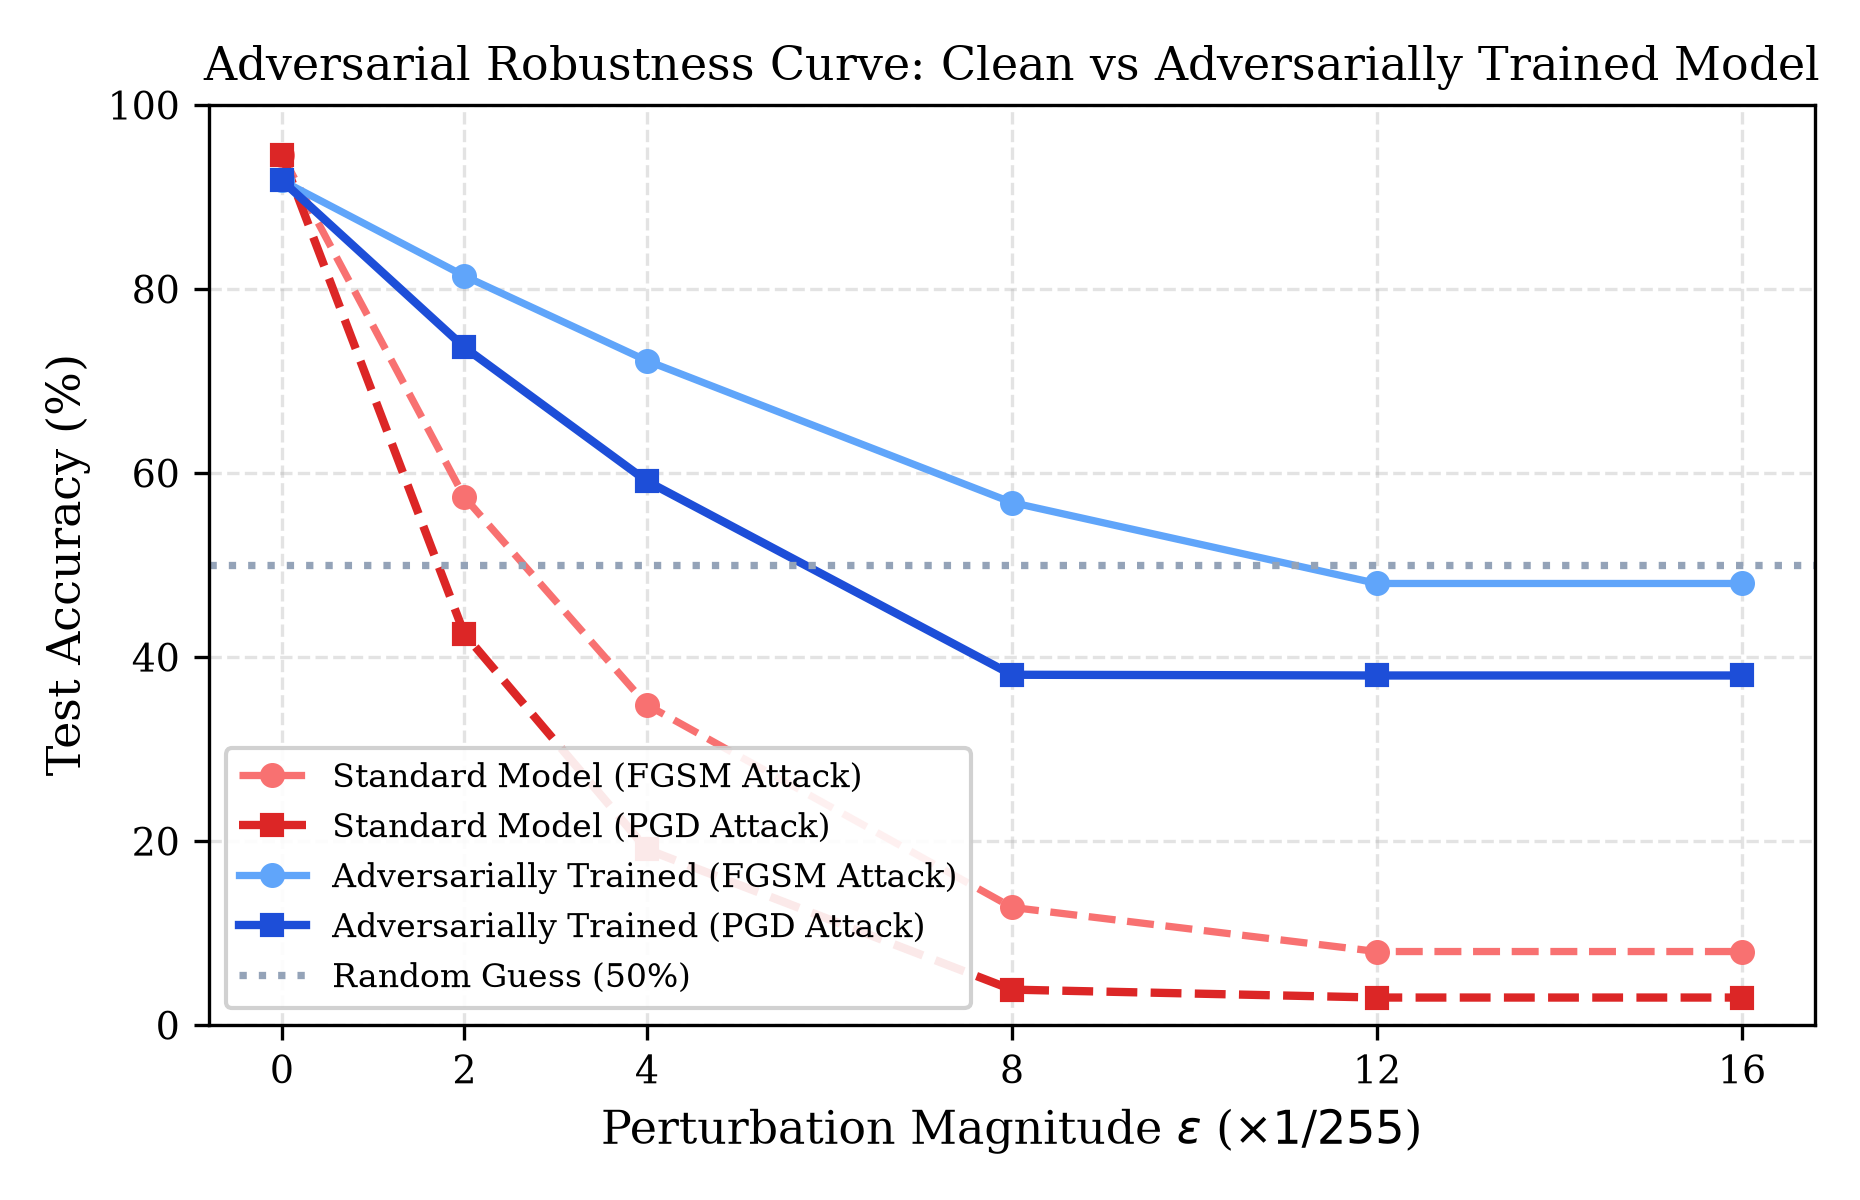 Adversarial Robustness Curve: Clean vs Adversarially Trained Model
100
80
60
40
20
0
Test Accuracy (%)
Standard Model (FGSM Attack)
Standard Model (PGD Attack)
Adversarially Trained (FGSM Attack)
Adversarially Trained (PGD Attack)
Random Guess (50%)
0 2 4 8 12 16
Perturbation Magnitude ε (×1/255)